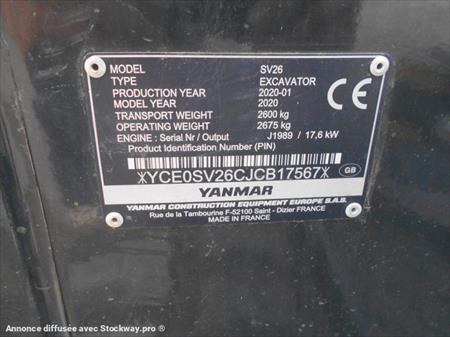 MODEL SV26
TYPE EXCAVATOR
PRODUCTION YEAR 2020-01
MODEL YEAR 2020
TRANSPORT WEIGHT 2600 kg
OPERATING WEIGHT 2675 kg
ENGINE : Serial Nr / Output J1989 / 17,6 kW
Product Identification Number (PIN)
CE
*YCE0SV26CJCB17567*
GB
YANMAR
YANMAR CONSTRUCTION EQUIPMENT EUROPE S.A.S.
Rue de la Tambourine F-52100 Saint - Dizier FRANCE
MADE IN FRANCE
Annonce diffusée avec Stockway.pro ®